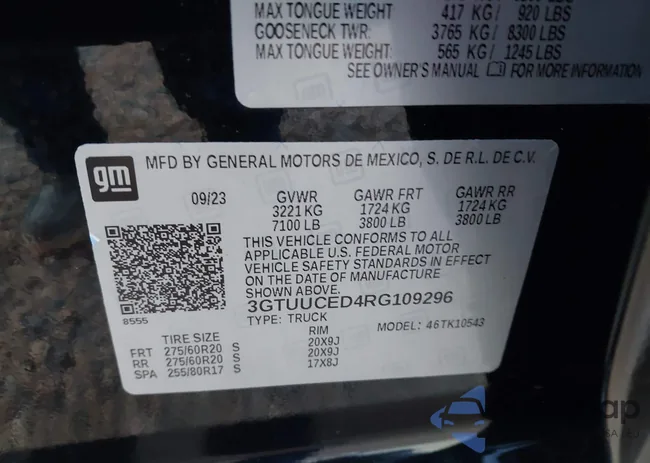 MAX TONGUE WEIGHT 417 KG/ 920 LBS
GOOSENECK TWR: 3765 KG/ 8300 LBS
MAX TONGUE WEIGHT: 565 KG/ 1245 LBS
SEE OWNER'S MANUAL FOR MORE INFORMATION
gm
MFD BY GENERAL MOTORS DE MEXICO, S. DE R.L. DE C.V.
09/23 GVWR GAWR FRT GAWR RR
3221 KG 1724 KG 1724 KG
7100 LB 3800 LB 3800 LB
THIS VEHICLE CONFORMS TO ALL
APPLICABLE U.S. FEDERAL MOTOR
VEHICLE SAFETY STANDARDS IN EFFECT
ON THE DATE OF MANUFACTURE
3GTUUCED4RG109296
8555
TYPE: TRUCK MODEL: 46TK10543
TIRE SIZE RIM
FRT 275/60R20 S 20X9J
RR 275/60R20 S 20X9J
SPA 255/80R17 S 17X8J